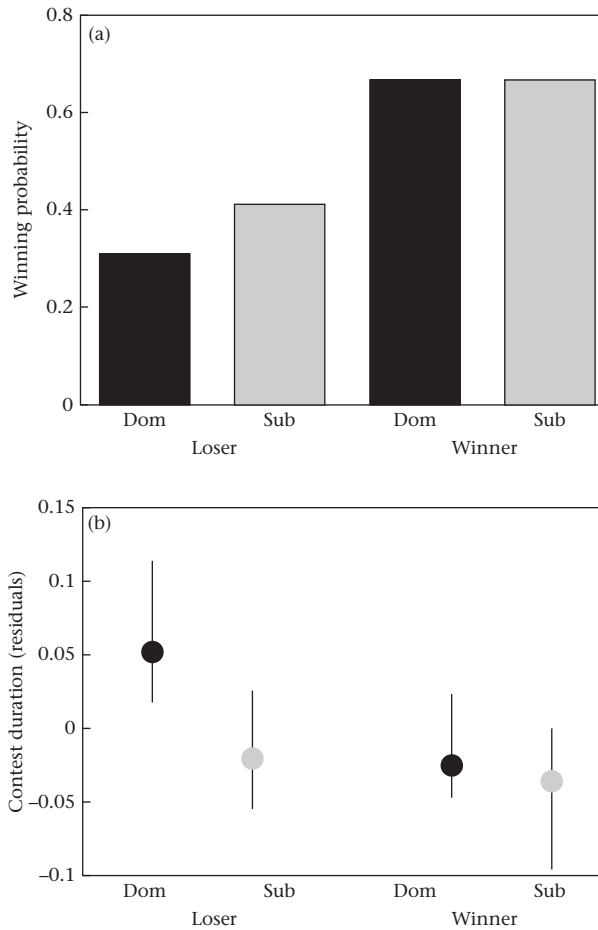 (a)
0.8
0.6
0.4
0.2
0
Winning probability
Dom Sub Dom Sub
Loser Winner
(b)
0.15
0.1
0.05
0
−0.05
−0.1
Contest duration (residuals)
Dom Sub Dom Sub
Loser Winner